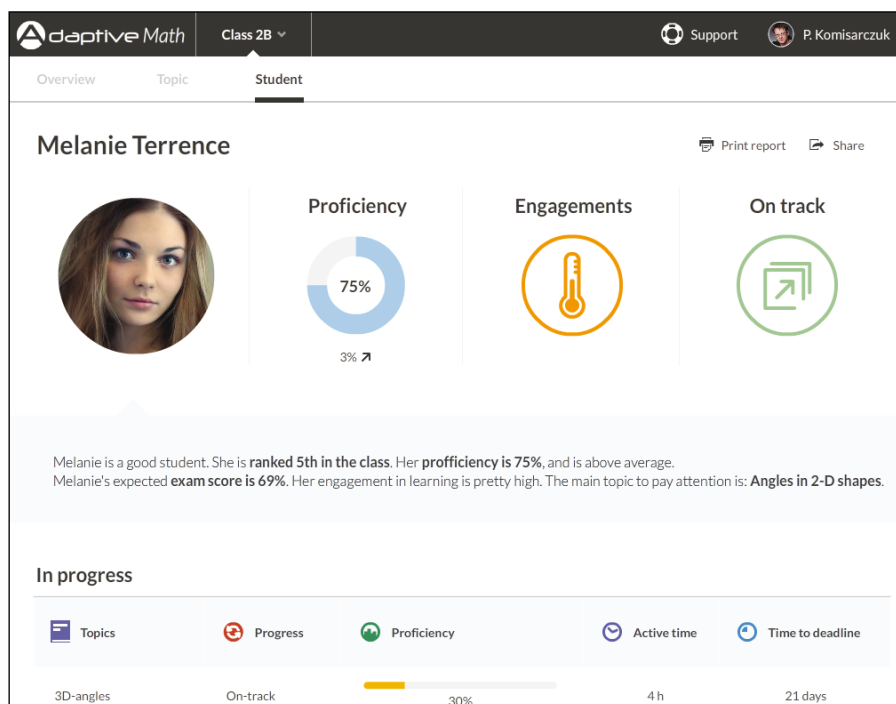 Adaptive Math
Class 2B
Support
P. Komisarczuk
Overview
Topic
Student
Melanie Terrence
Print report
Share
Proficiency
Engagements
On track
75%
3%
Melanie is a good student. She is ranked 5th in the class. Her profficiency is 75%, and is above average.
Melanie's expected exam score is 69%. Her engagement in learning is pretty high. The main topic to pay attention is: Angles in 2-D shapes.
In progress
Topics
Progress
Proficiency
Active time
Time to deadline
3D-angles
On-track
30%
4 h
21 days